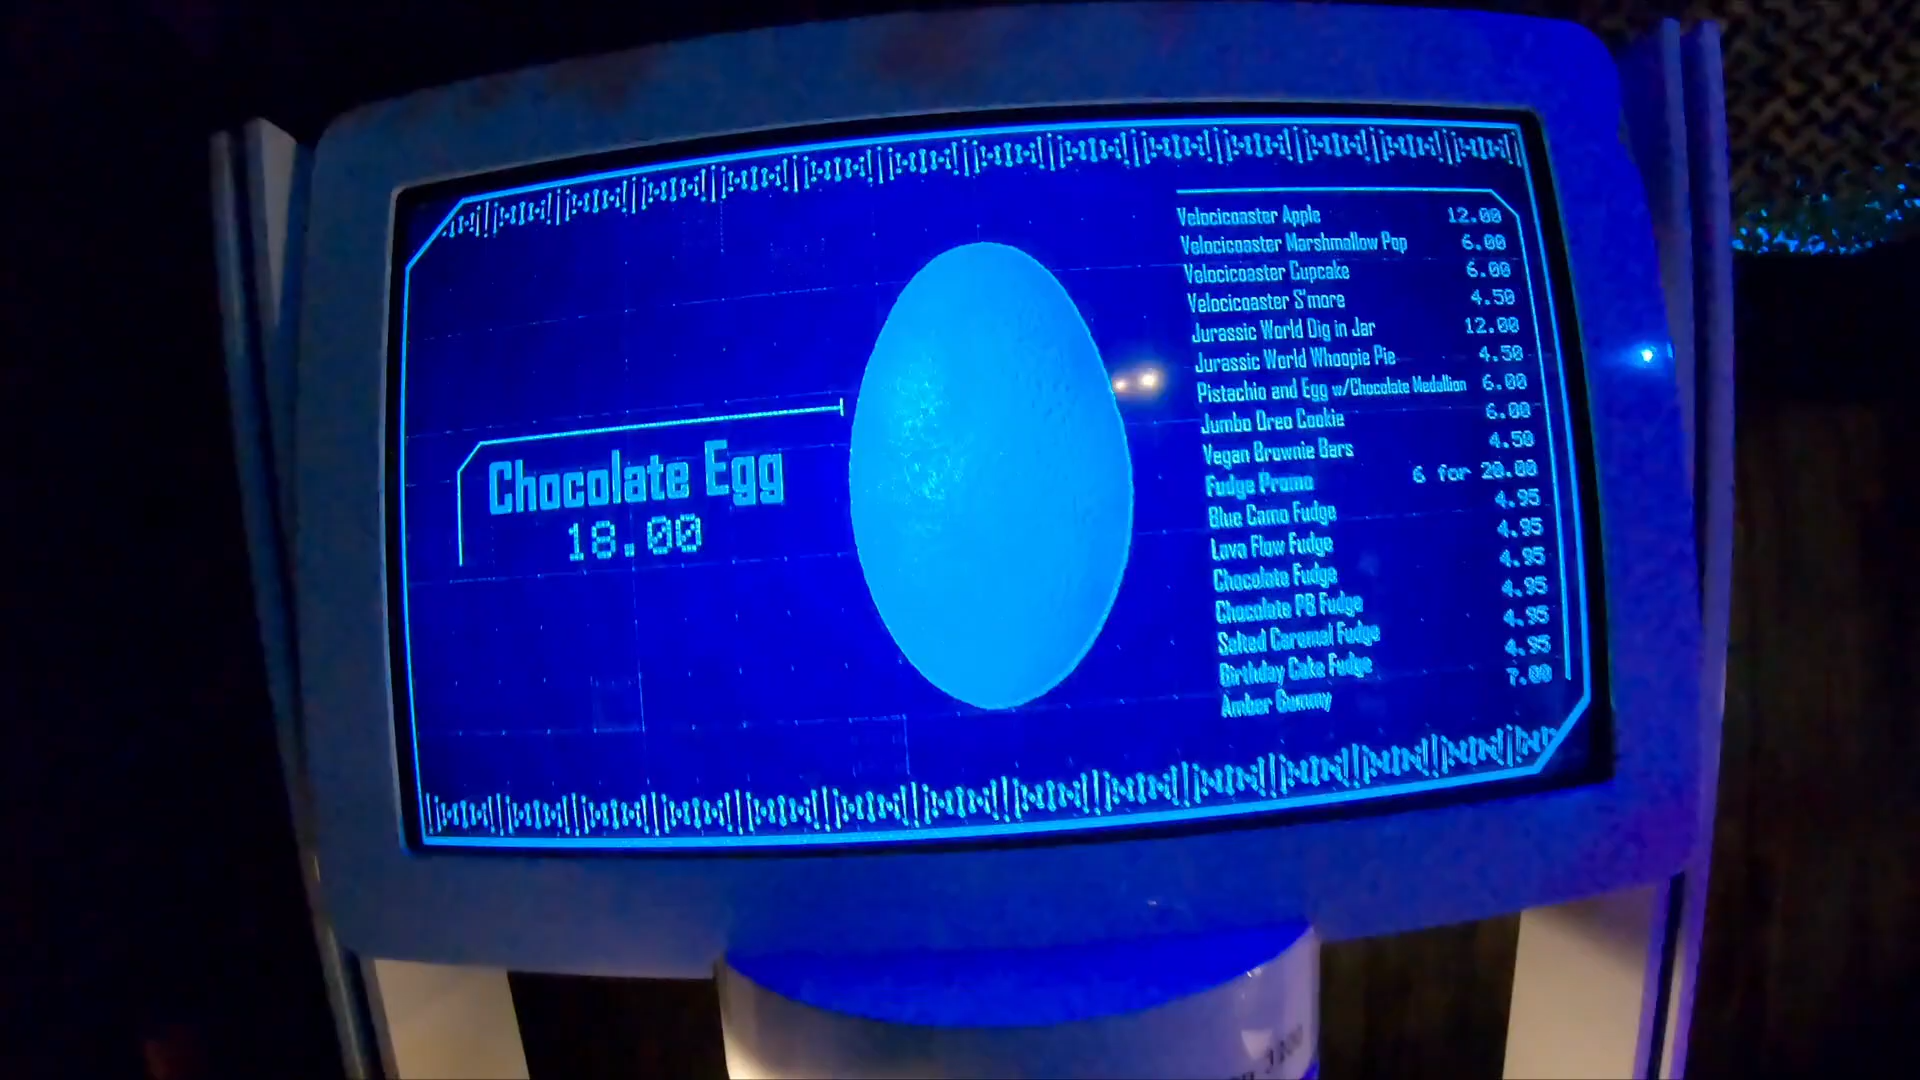 Chocolate Egg
18.00
Velocicoaster Apple 12.00
Velocicoaster Marshmallow Pop 6.00
Velocicoaster Cupcake 6.00
Velocicoaster S'more 4.50
Jurassic World Dig in Jar 12.00
Jurassic World Whoopie Pie 4.50
Pistachio and Egg w/Chocolate Medallion 6.00
Jumbo Oreo Cookie 6.00
Vegan Brownie Bars 4.50
Fudge Promo 6 for 20.00
Blue Camo Fudge 4.95
Lava Flow Fudge 4.95
Chocolate Fudge 4.95
Chocolate PB Fudge 4.95
Salted Caramel Fudge 4.95
Birthday Cake Fudge 4.95
Amber Gummy 7.00